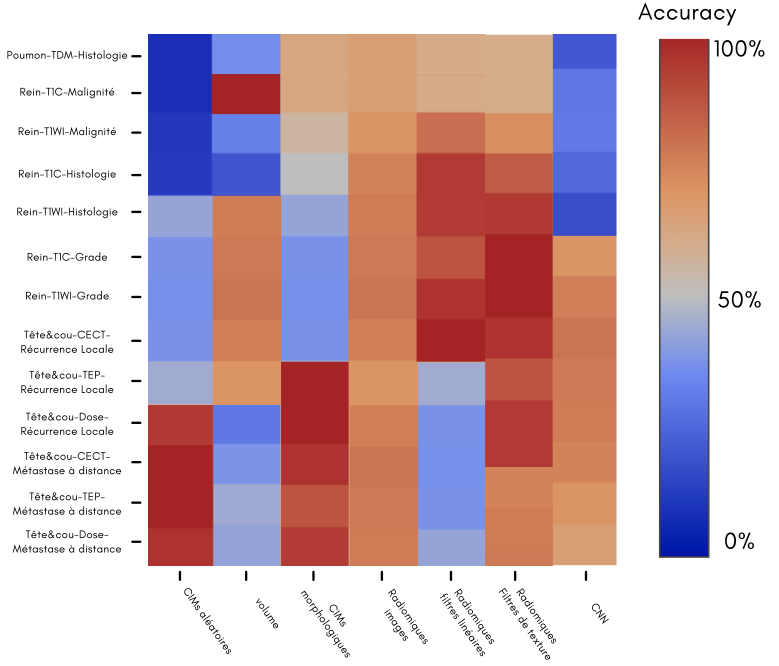 Accuracy
100%
50%
0%
Poumon-TDM-Histologie
Rein-T1C-Malignité
Rein-T1WI-Malignité
Rein-T1C-Histologie
Rein-T1WI-Histologie
Rein-T1C-Grade
Rein-T1WI-Grade
Tête&cou-CECT-
Récurrence Locale
Tête&cou-TEP-
Récurrence Locale
Tête&cou-Dose-
Récurrence Locale
Tête&cou-CECT-
Métastase à distance
Tête&cou-TEP-
Métastase à distance
Tête&cou-Dose-
Métastase à distance
CIMs aléatoires
volume
CIMs
morphologiques
Radiomiques
images
Radiomiques
filtres linéaires
Radiomiques
Filtres de texture
CNN